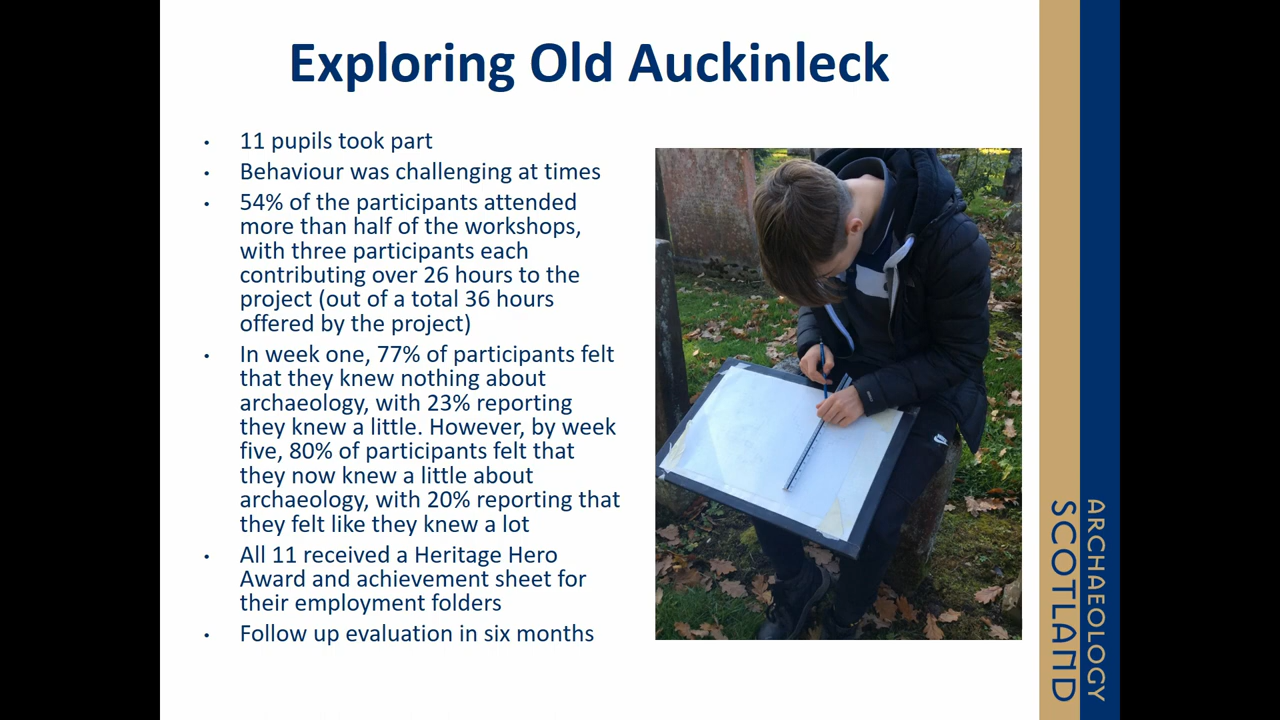 Exploring Old Auckinleck
• 11 pupils took part
• Behaviour was challenging at times
• 54% of the participants attended
more than half of the workshops,
with three participants each
contributing over 26 hours to the
project (out of a total 36 hours
offered by the project)
• In week one, 77% of participants felt
that they knew nothing about
archaeology, with 23% reporting
they knew a little. However, by week
five, 80% of participants felt that
they now knew a little about
archaeology, with 20% reporting that
they felt like they knew a lot
• All 11 received a Heritage Hero
Award and achievement sheet for
their employment folders
• Follow up evaluation in six months
ARCHAEOLOGY
SCOTLAND